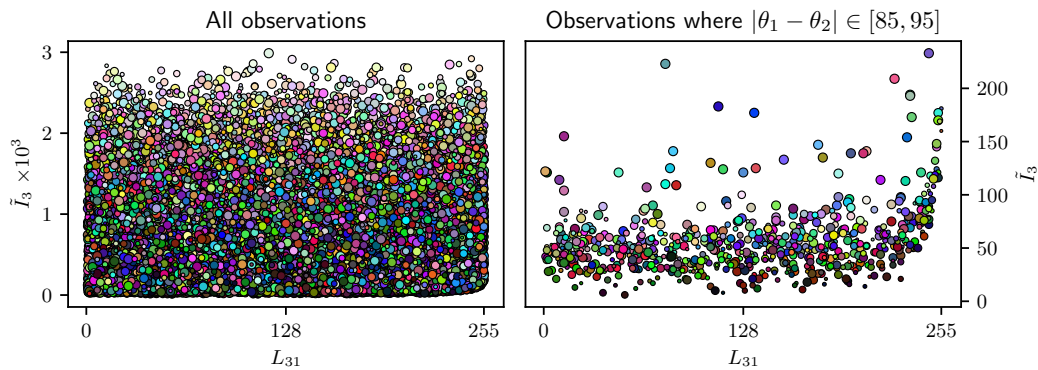 All observations
Observations where |θ₁ − θ₂| ∈ [85, 95]
Ĩ₃ ×10³
3
2
1
0
0
128
255
L₃₁
0
128
255
L₃₁
200
150
100
50
0
Ĩ₃